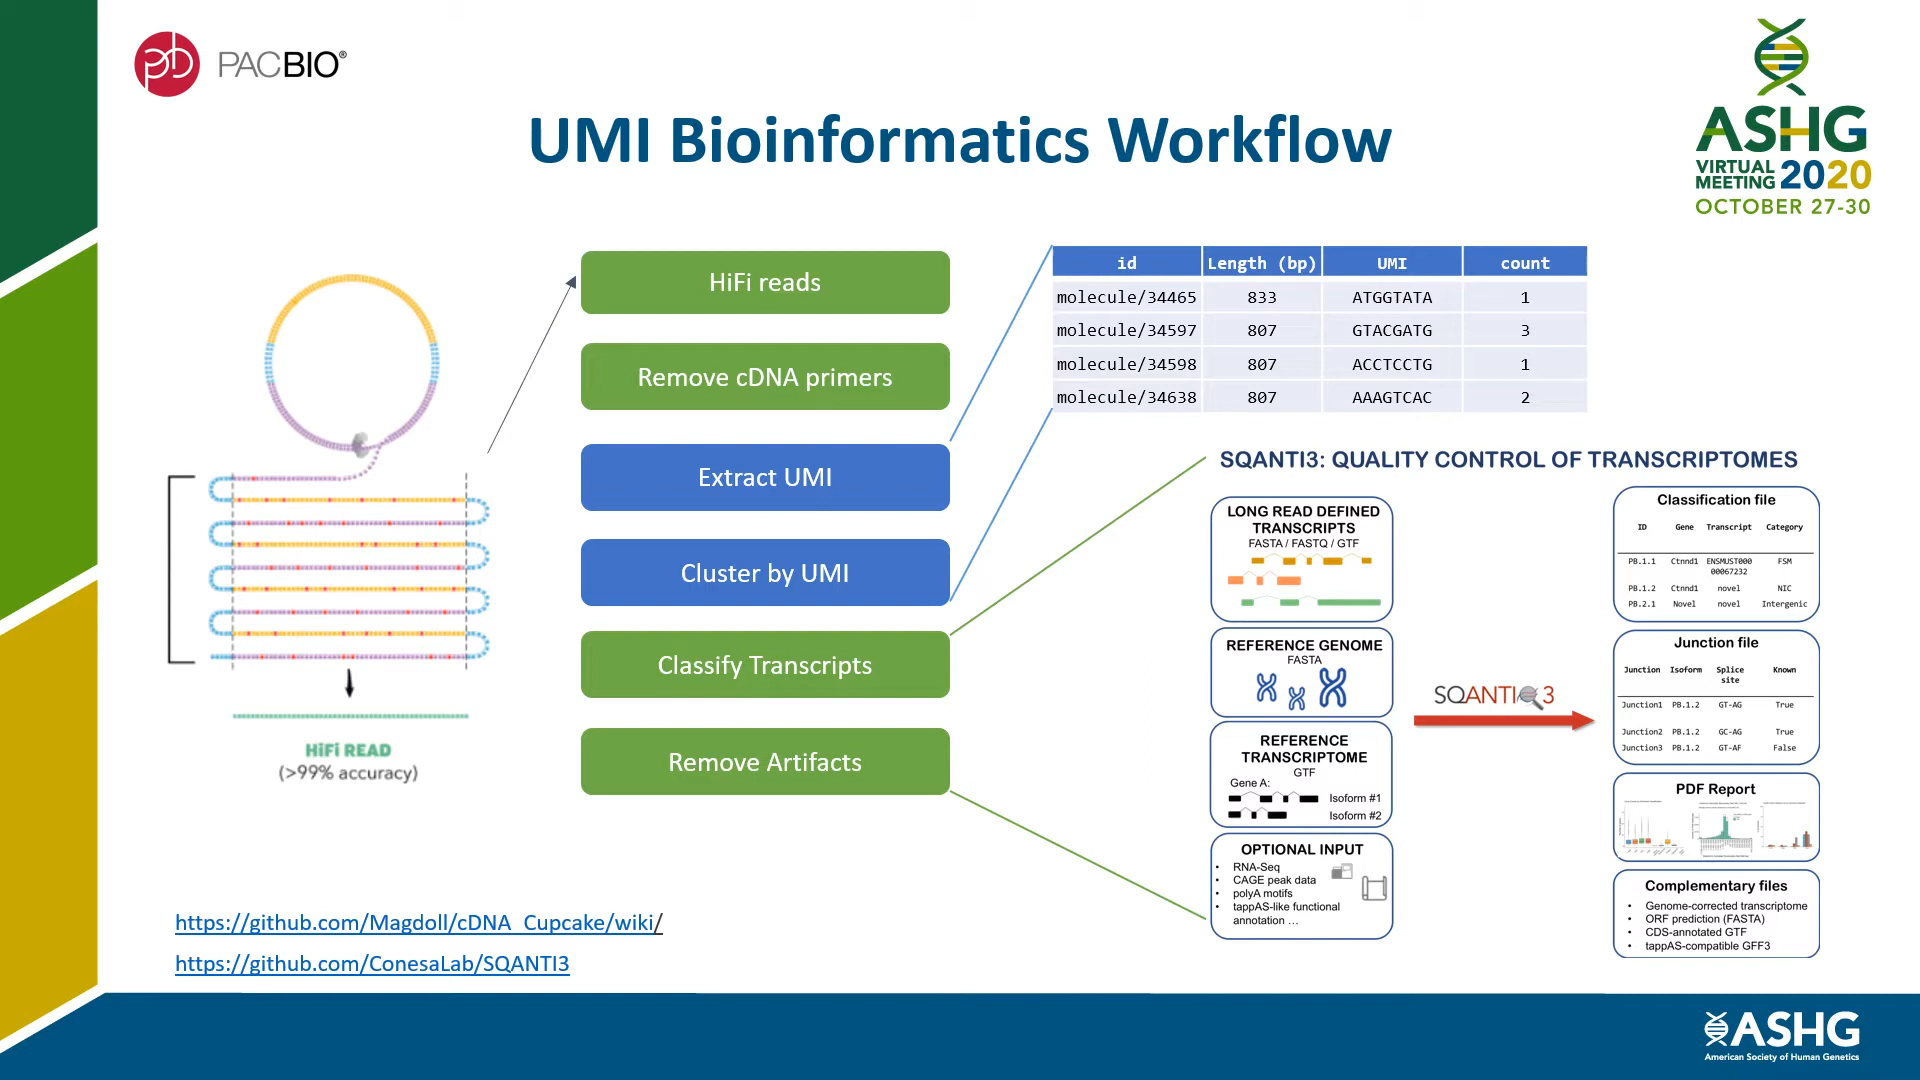 PACBIO®
ASHG
VIRTUAL
MEETING 2020
OCTOBER 27-30
UMI Bioinformatics Workflow
HiFi READ
(>99% accuracy)
HiFi reads
Remove cDNA primers
Extract UMI
Cluster by UMI
Classify Transcripts
Remove Artifacts
id Length (bp) UMI count
molecule/34465 833 ATGGTATA 1
molecule/34597 807 GTACGATG 3
molecule/34598 807 ACCTCCTG 1
molecule/34638 807 AAAGTCAC 2
SQANTI3: QUALITY CONTROL OF TRANSCRIPTOMES
LONG READ DEFINED
TRANSCRIPTS
FASTA / FASTQ / GTF
REFERENCE GENOME
FASTA
REFERENCE
TRANSCRIPTOME
GTF
Gene A:
Isoform #1
Isoform #2
OPTIONAL INPUT
• RNA-Seq
• CAGE peak data
• polyA motifs
• tappAS-like functional
annotation ...
SQANTI 3
Classification file
ID Gene Transcript Category
PB.1.1 Ctnnd1 ENSMUST000 FSM
00067232
PB.1.2 Ctnnd1 novel NIC
PB.2.1 Novel novel Intergenic
Junction file
Junction Isoform Splice Known
site
Junction1 PB.1.2 GT-AG True
Junction2 PB.1.2 GC-AG True
Junction3 PB.1.2 GT-AF False
PDF Report
Complementary files
• Genome-corrected transcriptome
• ORF prediction (FASTA)
• CDS-annotated GTF
• tappAS-compatible GFF3
https://github.com/Magdoll/cDNA_Cupcake/wiki/
https://github.com/ConesaLab/SQANTI3
ASHG
American Society of Human Genetics